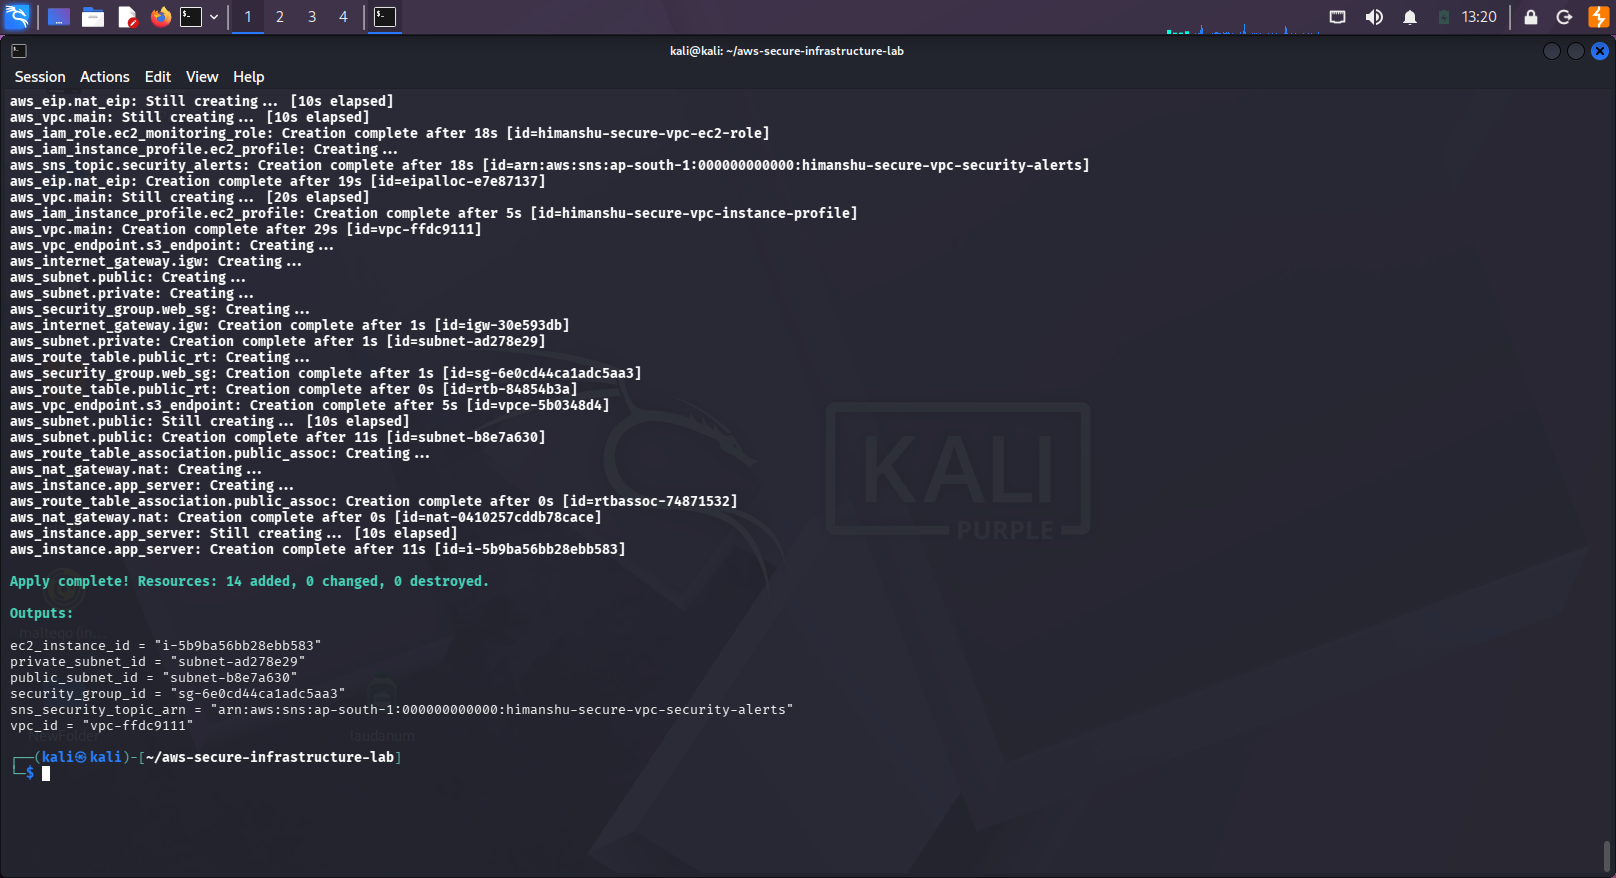 1 2 3 4 13:20
kali@kali: ~/aws-secure-infrastructure-lab
Session Actions Edit View Help
aws_eip.nat_eip: Still creating... [10s elapsed]
aws_vpc.main: Still creating... [10s elapsed]
aws_iam_role.ec2_monitoring_role: Creation complete after 18s [id=himanshu-secure-vpc-ec2-role]
aws_iam_instance_profile.ec2_profile: Creating...
aws_sns_topic.security_alerts: Creation complete after 18s [id=arn:aws:sns:ap-south-1:000000000000:himanshu-secure-vpc-security-alerts]
aws_eip.nat_eip: Creation complete after 19s [id=eipalloc-e7e87137]
aws_vpc.main: Still creating... [20s elapsed]
aws_iam_instance_profile.ec2_profile: Creation complete after 5s [id=himanshu-secure-vpc-instance-profile]
aws_vpc.main: Creation complete after 29s [id=vpc-ffdc9111]
aws_vpc_endpoint.s3_endpoint: Creating...
aws_internet_gateway.igw: Creating...
aws_subnet.public: Creating...
aws_subnet.private: Creating...
aws_security_group.web_sg: Creating...
aws_internet_gateway.igw: Creation complete after 1s [id=igw-30e593db]
aws_subnet.private: Creation complete after 1s [id=subnet-ad278e29]
aws_route_table.public_rt: Creating...
aws_security_group.web_sg: Creation complete after 1s [id=sg-6e0cd44ca1adc5aa3]
aws_route_table.public_rt: Creation complete after 0s [id=rtb-84854b3a]
aws_vpc_endpoint.s3_endpoint: Creation complete after 5s [id=vpce-5b0348d4]
aws_subnet.public: Still creating... [10s elapsed]
aws_subnet.public: Creation complete after 11s [id=subnet-b8e7a630]
aws_route_table_association.public_assoc: Creating...
aws_nat_gateway.nat: Creating...
aws_instance.app_server: Creating...
aws_route_table_association.public_assoc: Creation complete after 0s [id=rtbassoc-74871532]
aws_nat_gateway.nat: Creation complete after 0s [id=nat-0410257cddb78cace]
aws_instance.app_server: Still creating... [10s elapsed]
aws_instance.app_server: Creation complete after 11s [id=i-5b9ba56bb28ebb583]
KALI
PURPLE
Apply complete! Resources: 14 added, 0 changed, 0 destroyed.
Outputs:
ec2_instance_id = "i-5b9ba56bb28ebb583"
private_subnet_id = "subnet-ad278e29"
public_subnet_id = "subnet-b8e7a630"
security_group_id = "sg-6e0cd44ca1adc5aa3"
sns_security_topic_arn = "arn:aws:sns:ap-south-1:000000000000:himanshu-secure-vpc-security-alerts"
vpc_id = "vpc-ffdc9111"
NewFolder laudanum
┌──(kali㉿kali)-[~/aws-secure-infrastructure-lab]
└─$